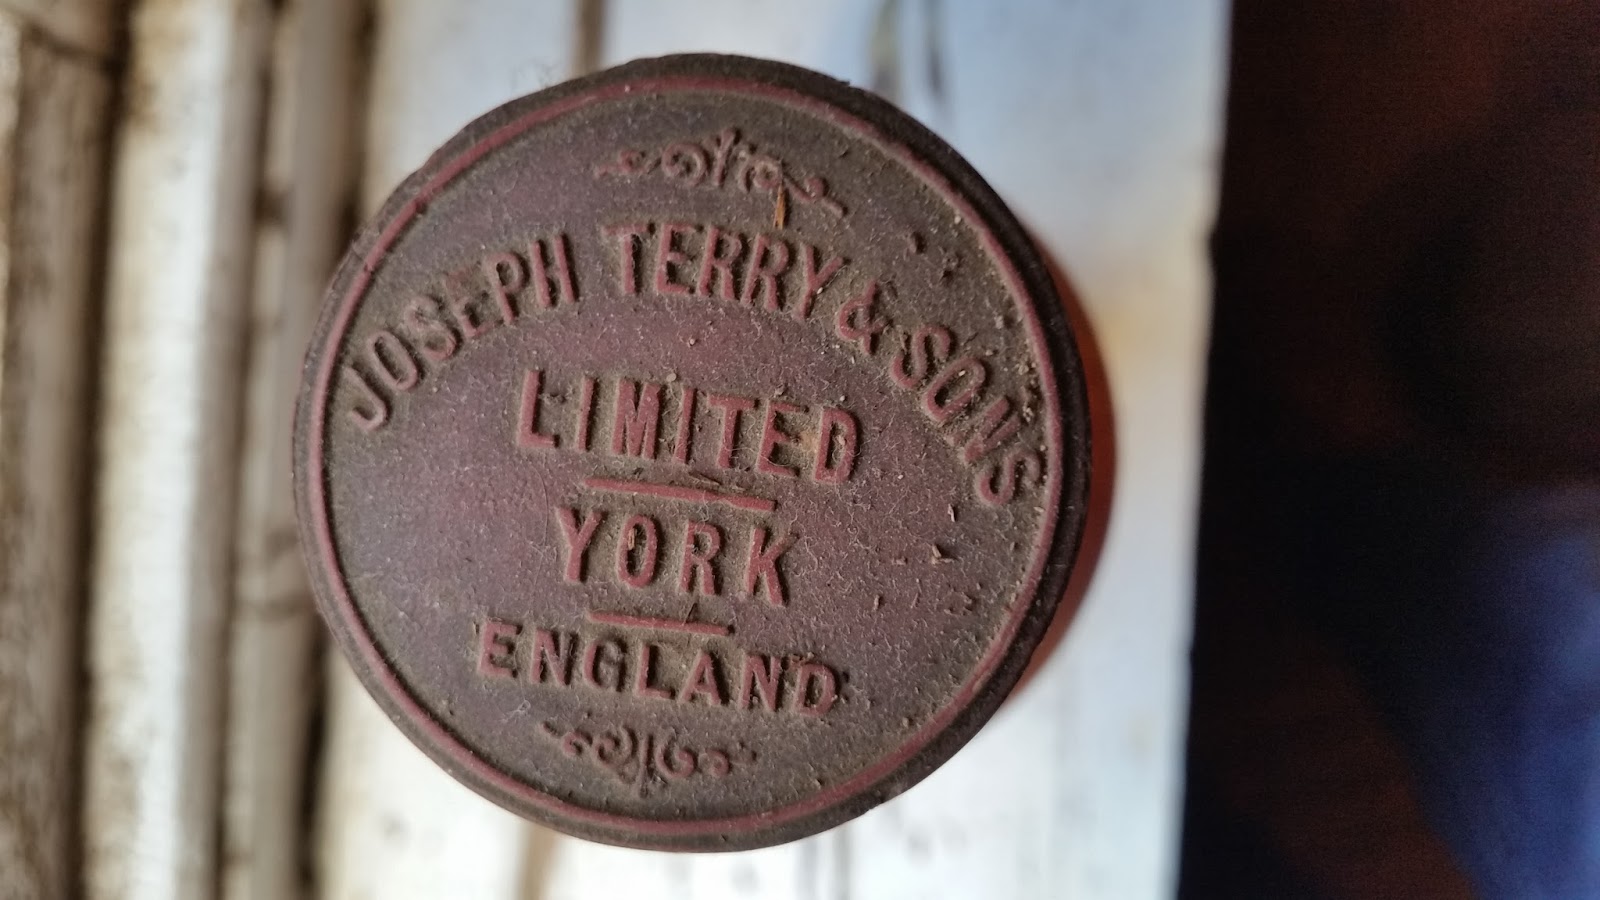 JOSEPH TERRY & SONS
LIMITED
YORK
ENGLAND